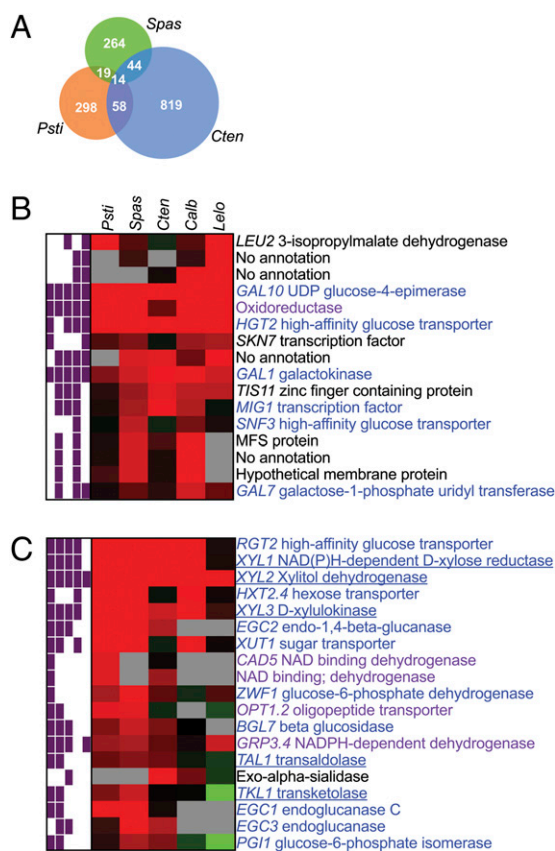 A
Spas
264
19
44
14
298
58
819
Psti
Cten
B
Psti Spas Cten Calb Lelo
LEU2 3-isopropylmalate dehydrogenase
No annotation
No annotation
GAL10 UDP glucose-4-epimerase
Oxidoreductase
HGT2 high-affinity glucose transporter
SKN7 transcription factor
No annotation
GAL1 galactokinase
TIS11 zinc finger containing protein
MIG1 transcription factor
SNF3 high-affinity glucose transporter
MFS protein
No annotation
Hypothetical membrane protein
GAL7 galactose-1-phosphate uridyl transferase
C
RGT2 high-affinity glucose transporter
XYL1 NAD(P)H-dependent D-xylose reductase
XYL2 Xylitol dehydrogenase
HXT2.4 hexose transporter
XYL3 D-xylulokinase
EGC2 endo-1,4-beta-glucanase
XUT1 sugar transporter
CAD5 NAD binding dehydrogenase
NAD binding; dehydrogenase
ZWF1 glucose-6-phosphate dehydrogenase
OPT1.2 oligopeptide transporter
BGL7 beta glucosidase
GRP3.4 NADPH-dependent dehydrogenase
TAL1 transaldolase
Exo-alpha-sialidase
TKL1 transketolase
EGC1 endoglucanase C
EGC3 endoglucanase
PGI1 glucose-6-phosphate isomerase